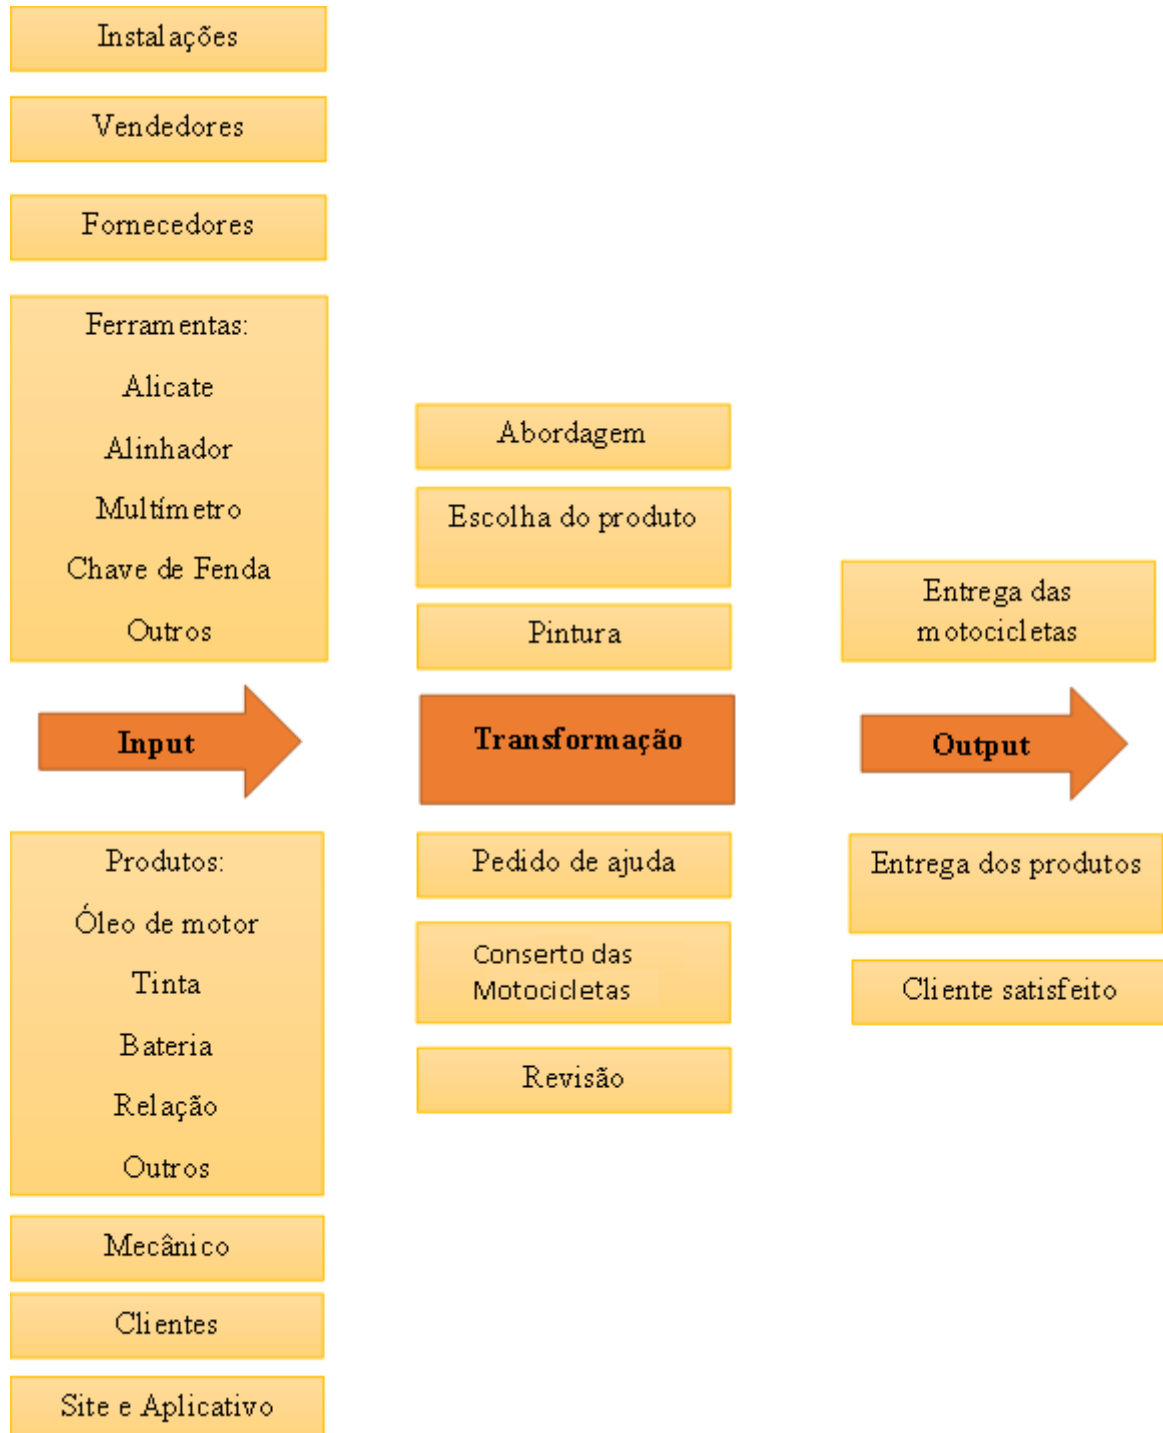 Instalações
Vendedores
Fornecedores
Ferramentas:
Alicate
Alinhador
Multímetro
Chave de Fenda
Outros
Input
Produtos:
Óleo de motor
Tinta
Bateria
Relação
Outros
Mecânico
Clientes
Site e Aplicativo
Abordagem
Escolha do produto
Pintura
Transformação
Pedido de ajuda
Conserto das
Motocicletas
Revisão
Entrega das
motocicletas
Output
Entrega dos produtos
Cliente satisfeito